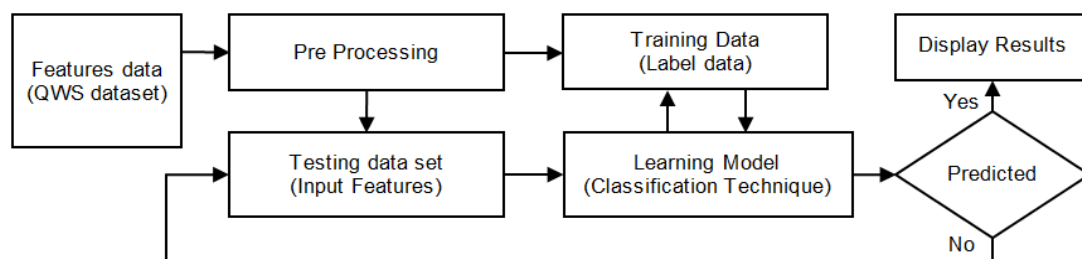 Features data
(QWS dataset)
Pre Processing
Training Data
(Label data)
Display Results
Testing data set
(Input Features)
Learning Model
(Classification Technique)
Yes
Predicted
No